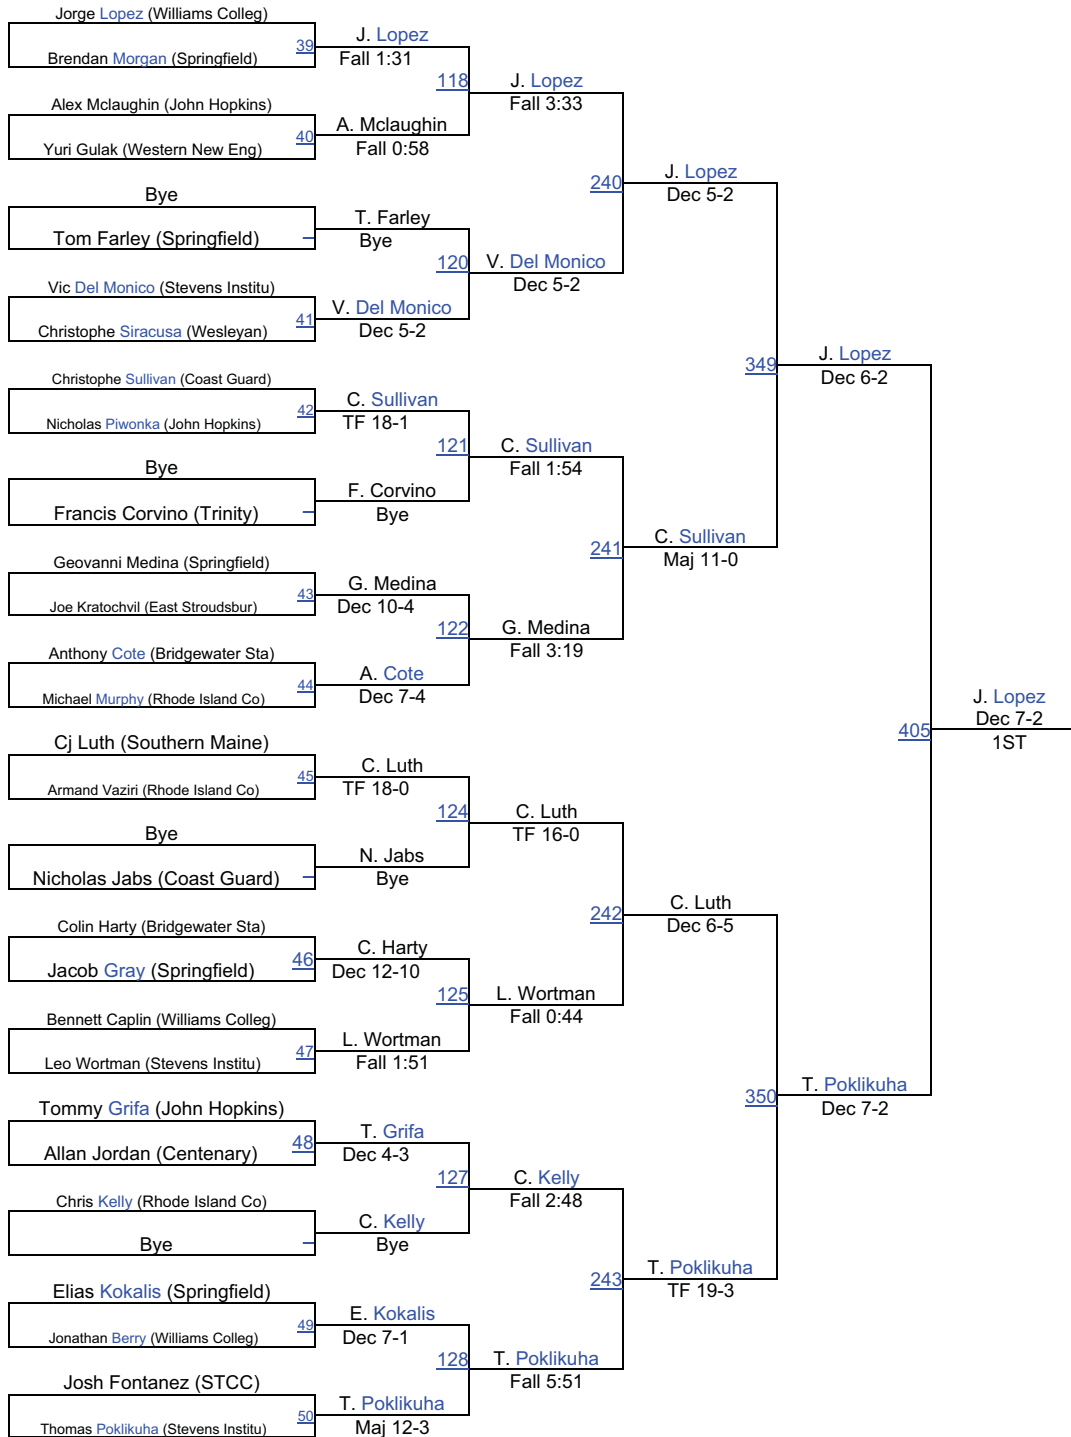 Jorge Lopez (Williams Colleg)
39
Brendan Morgan (Springfield)
J. Lopez
Fall 1:31
118
J. Lopez
Fall 3:33
Alex Mclaughin (John Hopkins)
40
Yuri Gulak (Western New Eng)
A. Mclaughin
Fall 0:58
240
J. Lopez
Dec 5-2
Bye
Tom Farley (Springfield)
T. Farley
Bye
120
V. Del Monico
Dec 5-2
Vic Del Monico (Stevens Institu)
41
Christophe Siracusa (Wesleyan)
V. Del Monico
Dec 5-2
349
J. Lopez
Dec 6-2
Christophe Sullivan (Coast Guard)
42
Nicholas Piwonka (John Hopkins)
C. Sullivan
TF 18-1
121
C. Sullivan
Fall 1:54
Bye
Francis Corvino (Trinity)
F. Corvino
Bye
241
C. Sullivan
Maj 11-0
Geovanni Medina (Springfield)
43
Joe Kratochvil (East Stroudsbur)
G. Medina
Dec 10-4
122
G. Medina
Fall 3:19
Anthony Cote (Bridgewater Sta)
44
Michael Murphy (Rhode Island Co)
A. Cote
Dec 7-4
405
J. Lopez
Dec 7-2
1ST
Cj Luth (Southern Maine)
45
Armand Vaziri (Rhode Island Co)
C. Luth
TF 18-0
124
C. Luth
TF 16-0
Bye
Nicholas Jabs (Coast Guard)
N. Jabs
Bye
242
C. Luth
Dec 6-5
Colin Harty (Bridgewater Sta)
46
Jacob Gray (Springfield)
C. Harty
Dec 12-10
125
L. Wortman
Fall 0:44
Bennett Caplin (Williams Colleg)
47
Leo Wortman (Stevens Institu)
L. Wortman
Fall 1:51
350
T. Poklikuha
Dec 7-2
Tommy Grifa (John Hopkins)
48
Allan Jordan (Centenary)
T. Grifa
Dec 4-3
127
C. Kelly
Fall 2:48
Chris Kelly (Rhode Island Co)
Bye
C. Kelly
Bye
243
T. Poklikuha
TF 19-3
Elias Kokalis (Springfield)
49
Jonathan Berry (Williams Colleg)
E. Kokalis
Dec 7-1
128
T. Poklikuha
Fall 5:51
Josh Fontanez (STCC)
50
Thomas Poklikuha (Stevens Institu)
T. Poklikuha
Maj 12-3